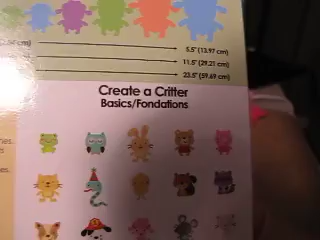 5.5" (13.97 cm)
11.5" (29.21 cm)
23.5" (59.69 cm)
Create a Critter
Basics/Fondations